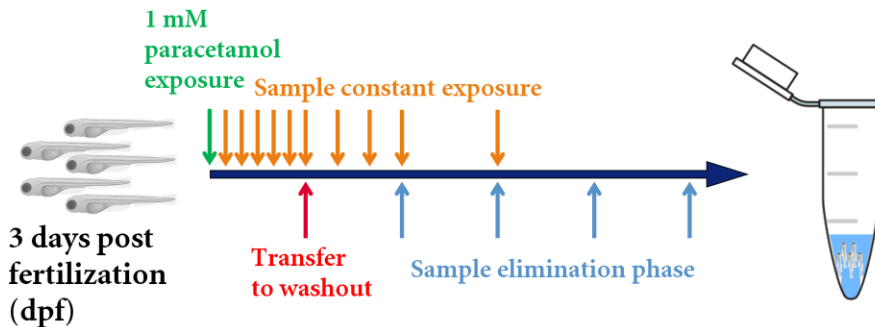 1 mM
paracetamol
exposure
Sample constant exposure
3 days post
fertilization
(dpf)
Transfer
to washout
Sample elimination phase